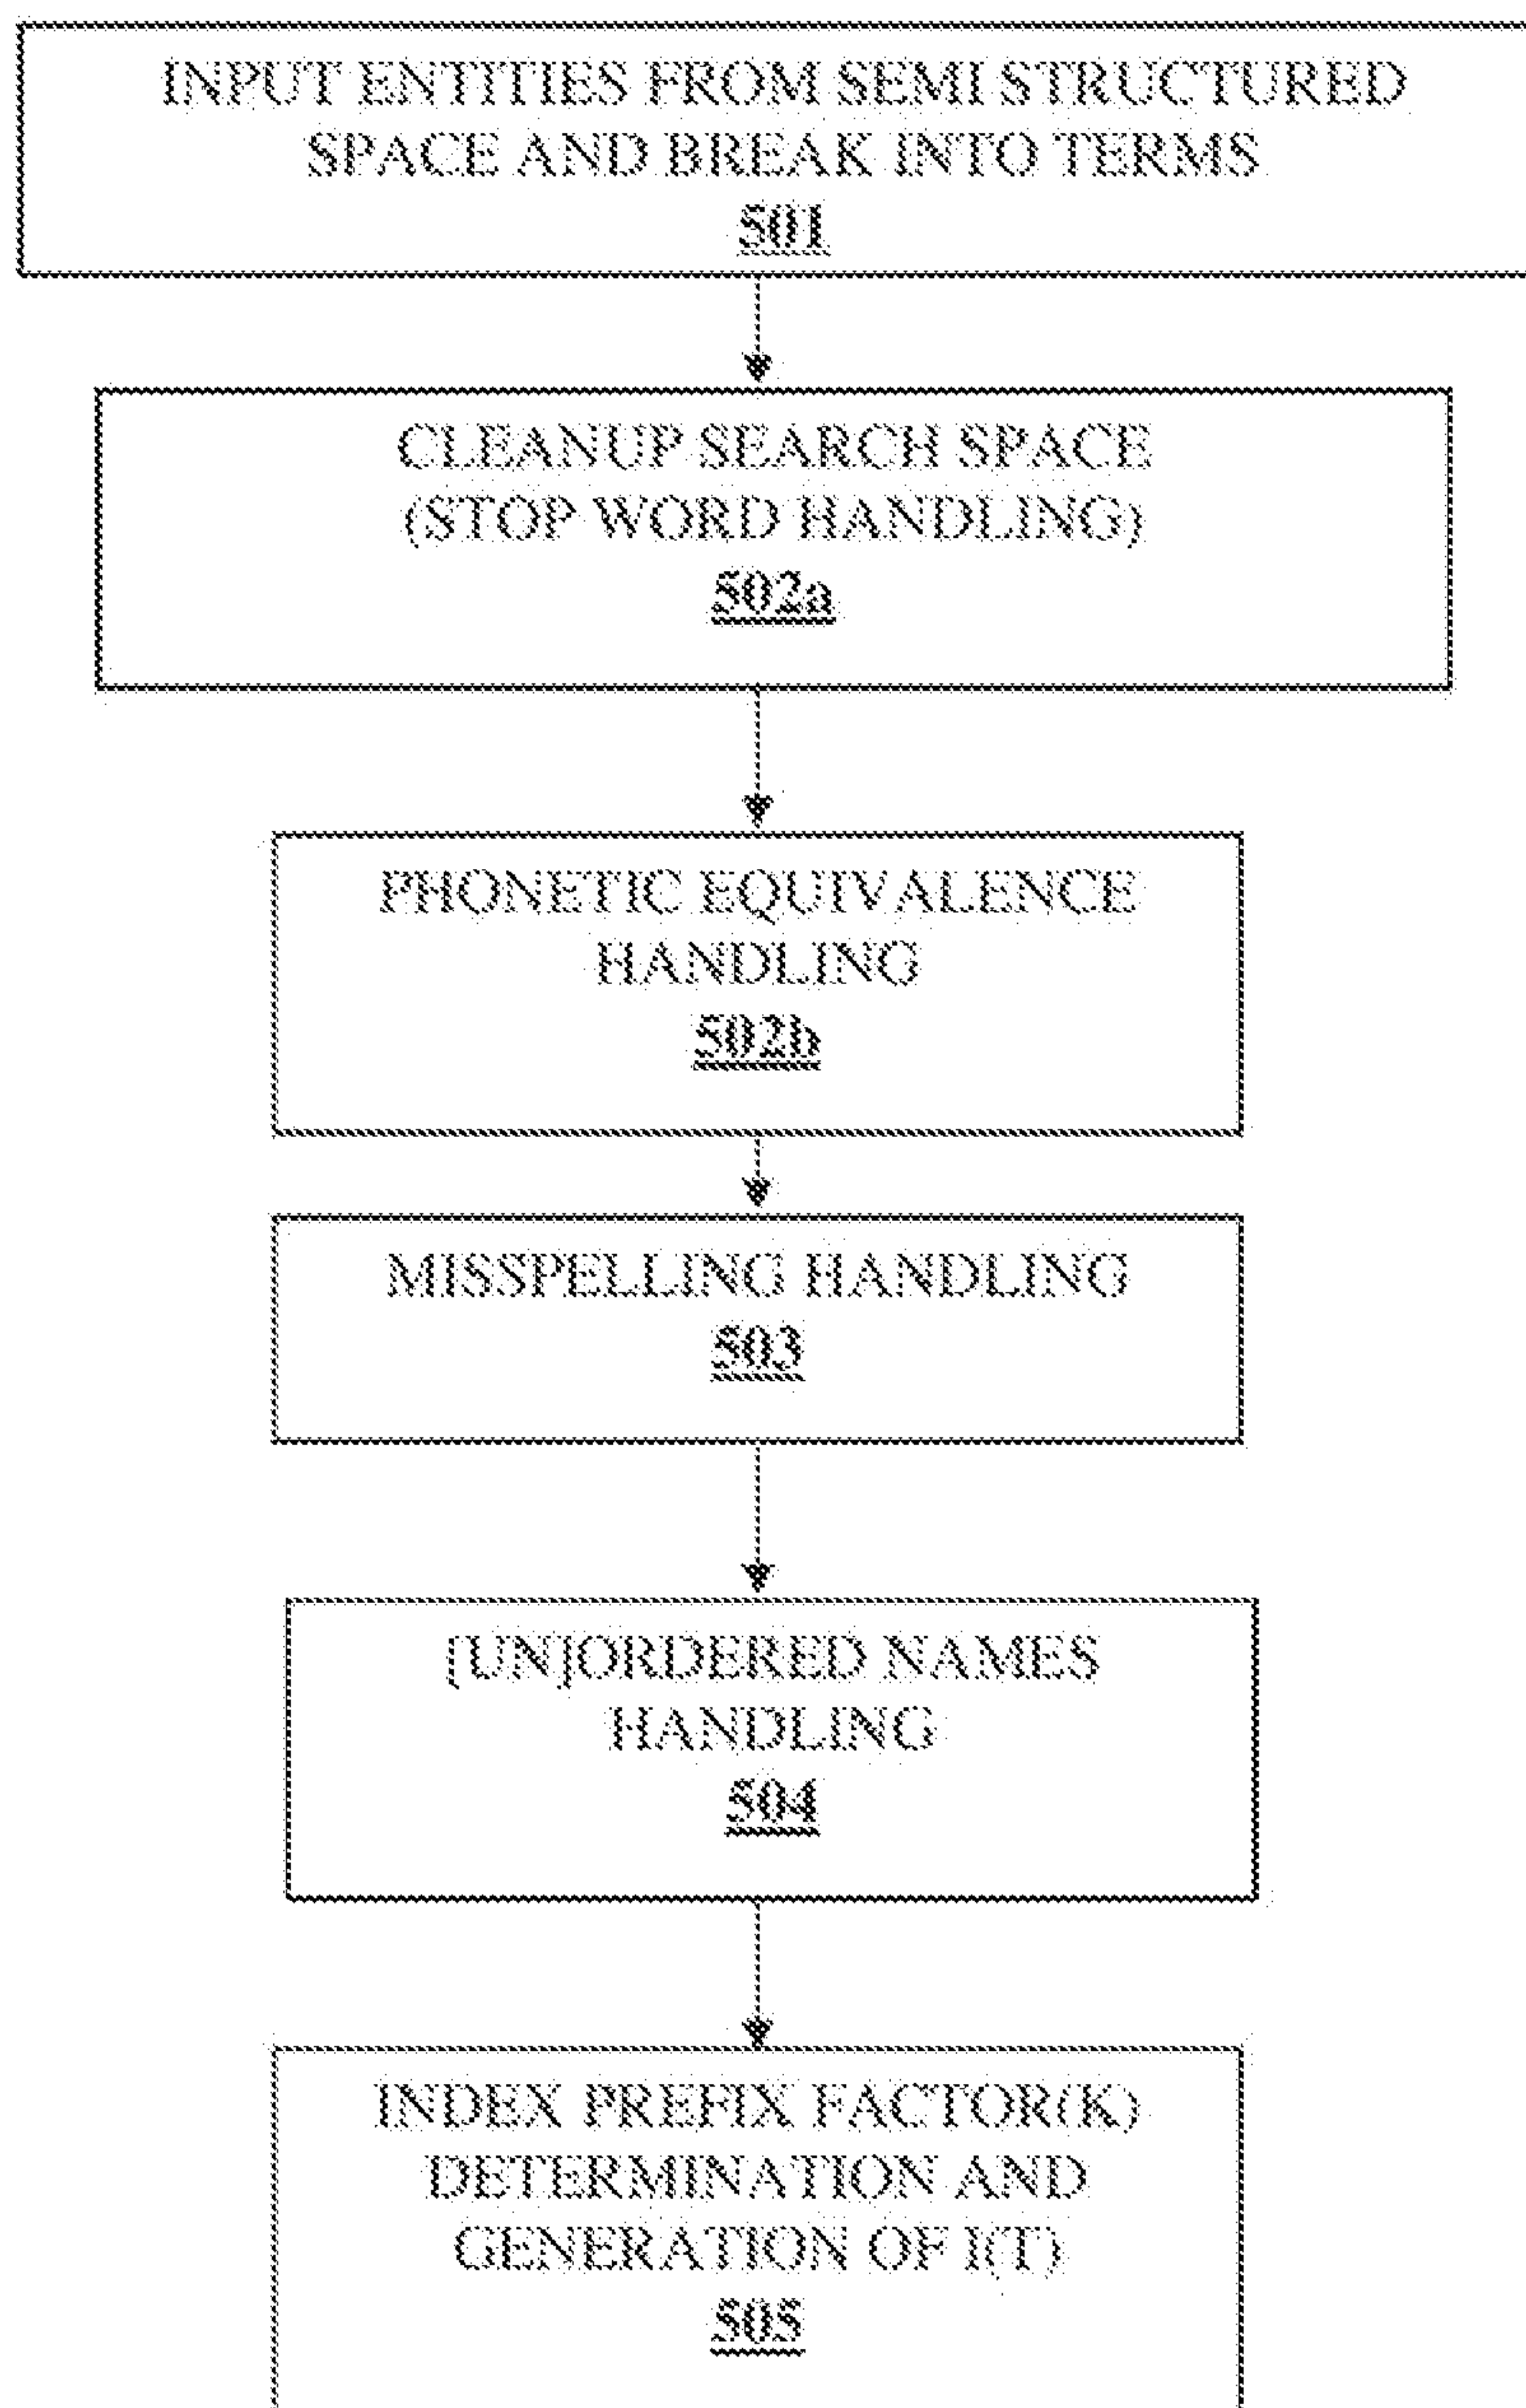 INPUT ENTITIES FROM SEMI STRUCTURED
SPACE AND BREAK INTO TERMS
501
CLEANUP SEARCH SPACE
(STOP WORD HANDLING)
502a
PHONETIC EQUIVALENCE
HANDLING
502b
MISSPELLING HANDLING
503
[UN]ORDERED NAMES
HANDLING
504
INDEX PREFIX FACTOR(K)
DETERMINATION AND
GENERATION OF I(T)
505